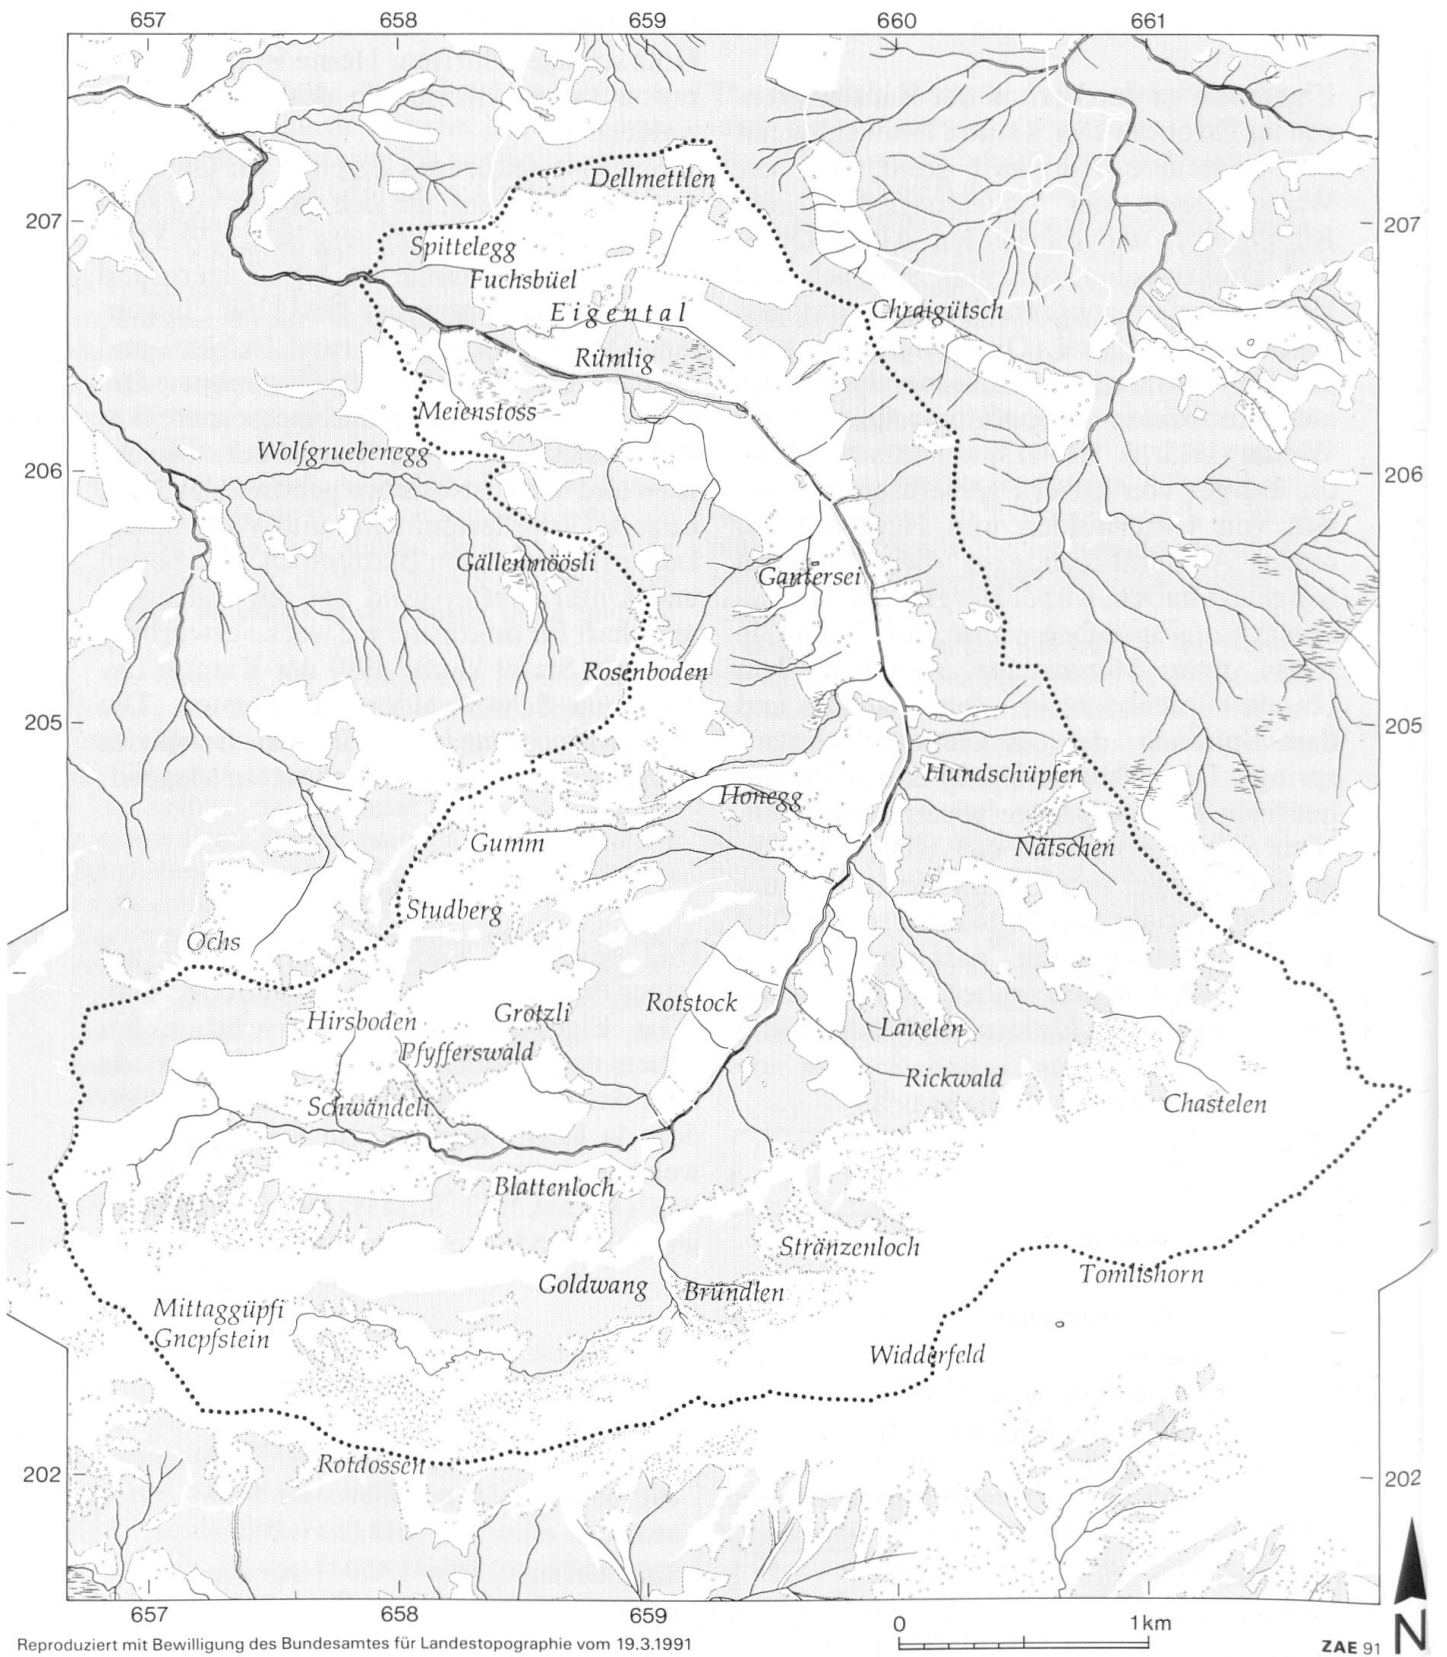 657 658 659 660 661
Dellmettlen
207 207
Spittelegg
Fuchsbüel
Eigental
Chraigütsch
Rümlig
Meienstoss
Wolfgruebenegg
206 206
Gällenmöösli
Gantersei
Rosenboden
205 205
Hundschüpfen
Honegg
Gumm
Nätschen
Studberg
Ochs
Rotstock
Grotzli
Hirsboden
Lauelen
Pfyfferswald
Rickwald
Schwändeli
Chastelen
Blattenloch
Stränzenloch
Tomlishorn
Goldwang
Bründlen
Mittaggüpfi
Gnepfstein
Widderfeld
Rotdossen
202 202
657 658 659
0 1km
N
Reproduziert mit Bewilligung des Bundesamtes für Landestopographie vom 19.3.1991
ZAE 91